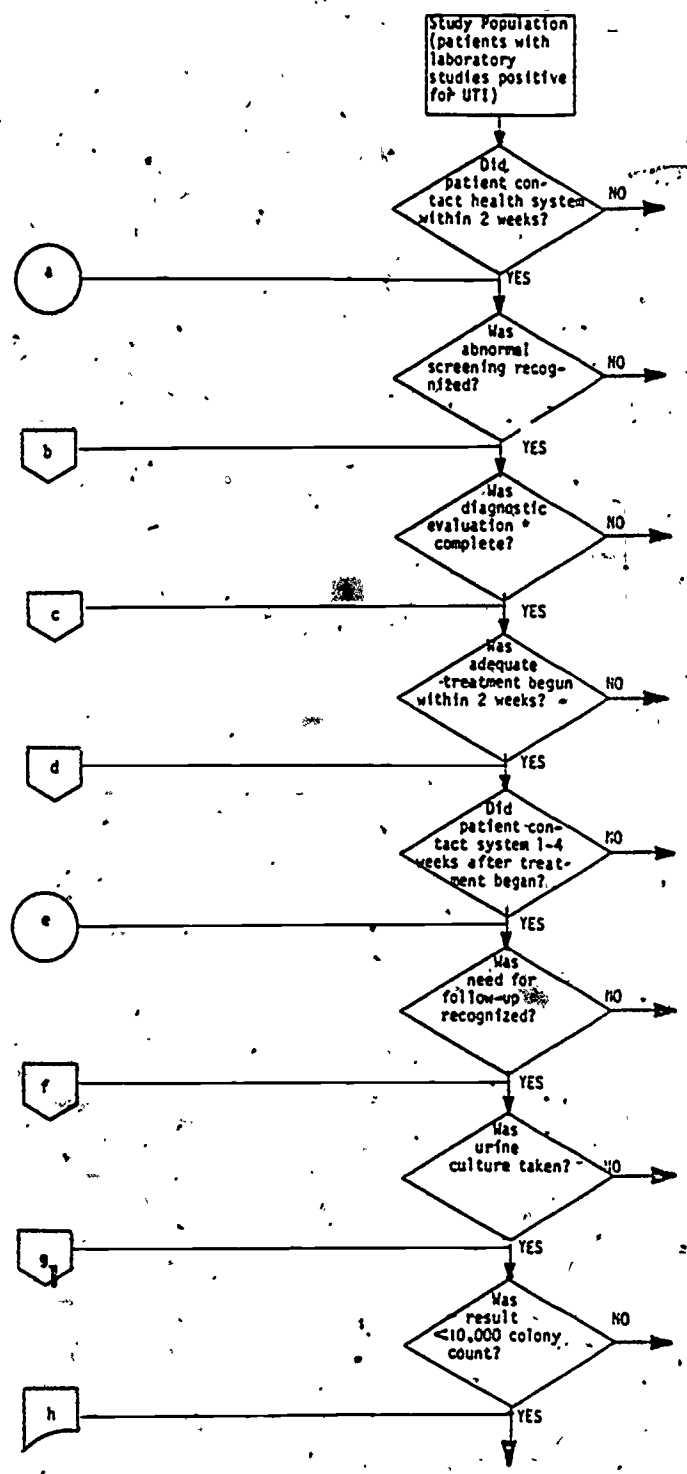 Study Population
(patients with
laboratory
studies positive
for UTI)
Did
patient con-
tact health system
within 2 weeks?
NO
a
YES
Was
abnormal
screening recog-
nized?
NO
b
YES
Was
diagnostic
evaluation *
complete?
NO
c
YES
Was
adequate
treatment begun
within 2 weeks?
NO
d
YES
Did
patient con-
tact system 1-4
weeks after treat-
ment began?
NO
e
YES
Was
need for
follow-up
recognized?
NO
f
YES
Was
urine
culture taken?
NO
g
YES
Was
result
<10,000 colony
count?
NO
h
YES